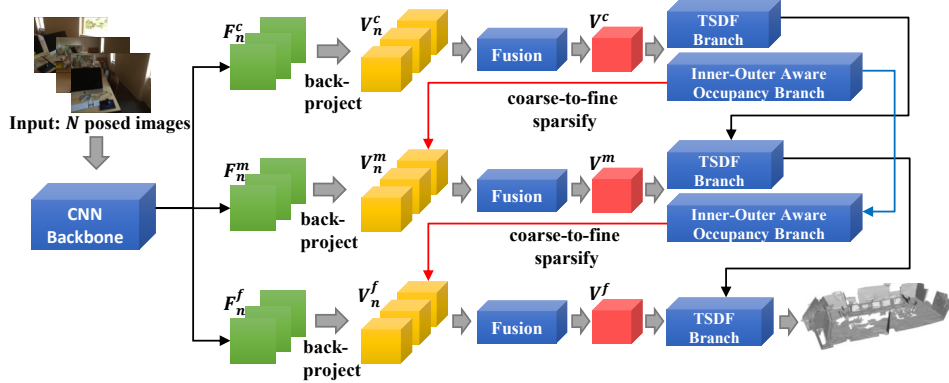 Input: N posed images
CNN
Backbone
F_n^c
back-
project
V_n^c
Fusion
V^c
TSDF
Branch
Inner-Outer Aware
Occupancy Branch
coarse-to-fine
sparsify
F_n^m
back-
project
V_n^m
Fusion
V^m
TSDF
Branch
Inner-Outer Aware
Occupancy Branch
coarse-to-fine
sparsify
F_n^f
back-
project
V_n^f
Fusion
V^f
TSDF
Branch